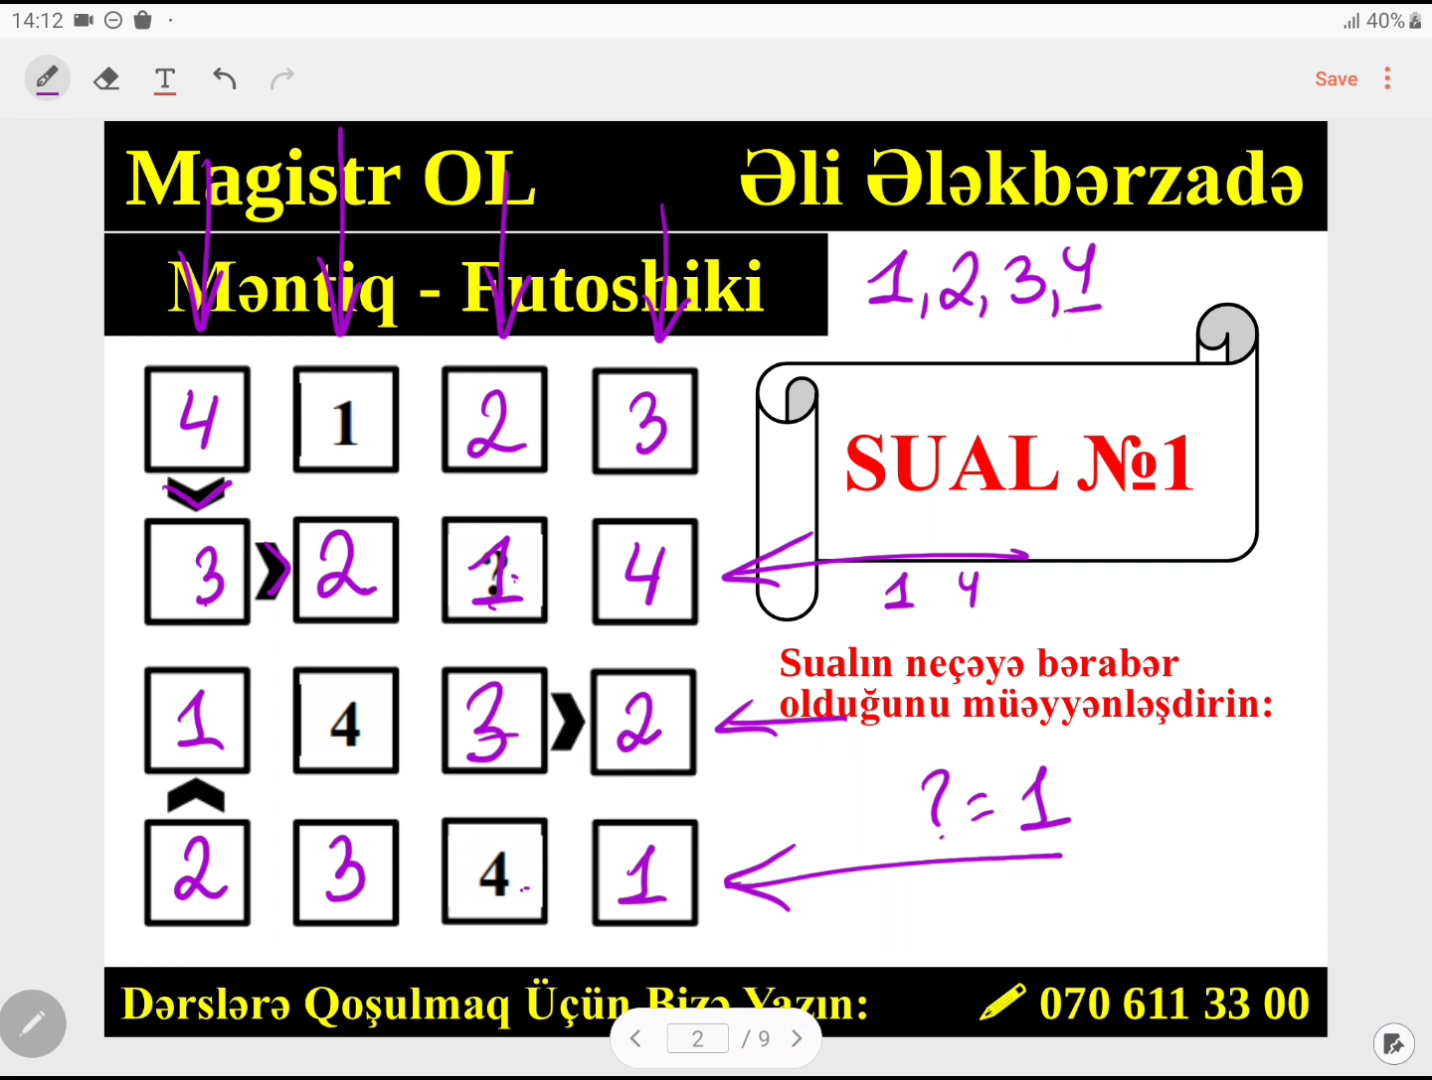 14:12 40%
T Save
Magistr OL Əli Ələkbərzadə
Məntiq - Futoshiki 1, 2, 3, 4
4 1 2 3
SUAL №1
3 2 1 4
1 4
Sualın neçəyə bərabər
olduğunu müəyyənləşdirin:
1 4 3 2
? = 1
2 3 4 1
Dərslərə Qoşulmaq Üçün Bizə Yazın: 070 611 33 00
2 / 9